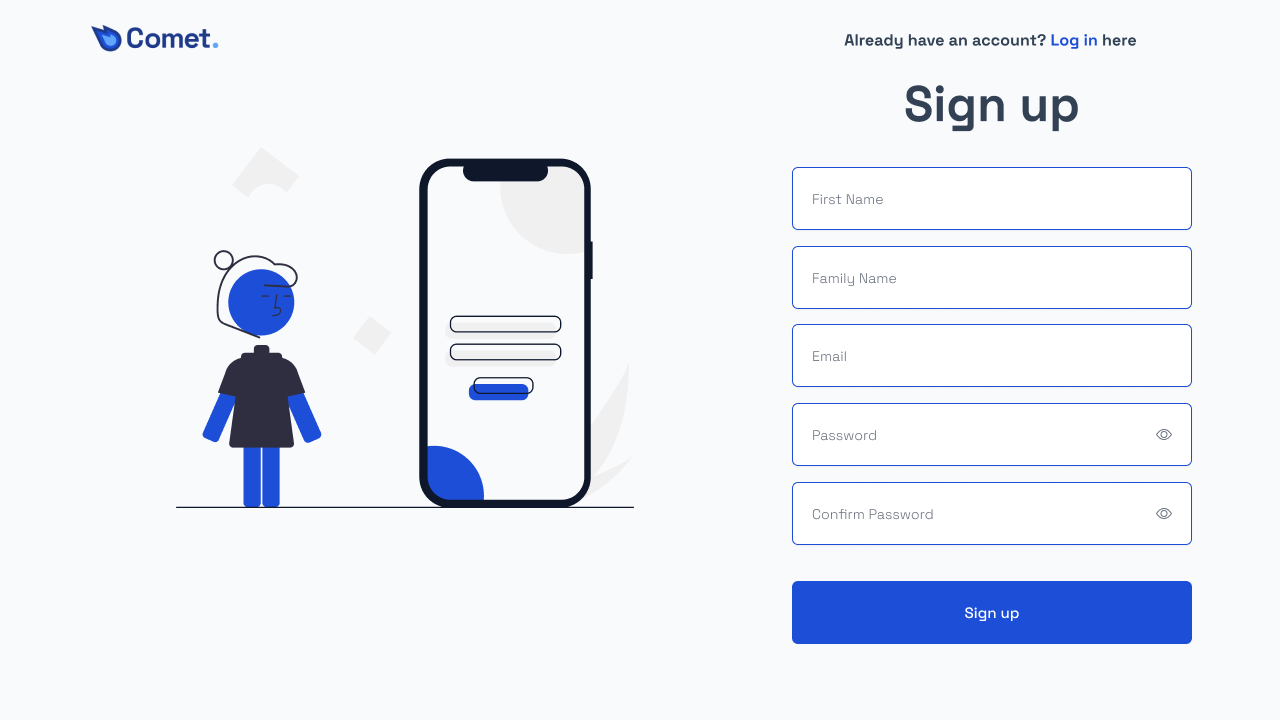 Comet.
Already have an account? Log in here
Sign up
First Name
Family Name
Email
Password
Confirm Password
Sign up